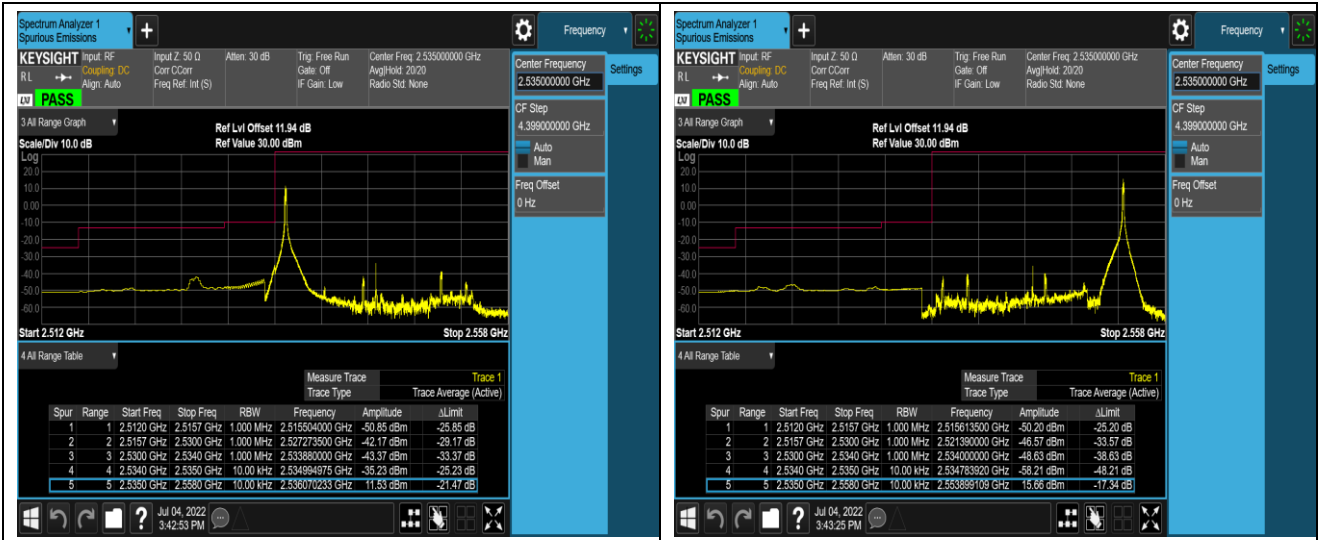 Spectrum Analyzer 1
Spurious Emissions
+
Frequency
KEYSIGHT
Input: RF
Coupling: DC
Align: Auto
Input Z: 50 Ω
Corr CCorr
Freq Ref: Int (S)
Atten: 30 dB
Trig: Free Run
Gate: Off
IF Gain: Low
Center Freq: 2.535000000 GHz
Avg|Hold: 20/20
Radio Std: None
R L
LXI
PASS
Center Frequency
2.535000000 GHz
Settings
CF Step
4.399000000 GHz
Auto
Man
Freq Offset
0 Hz
3 All Range Graph
Ref Lvl Offset 11.94 dB
Scale/Div 10.0 dB
Ref Value 30.00 dBm
Log
20.0
10.0
0.00
-10.0
-20.0
-30.0
-40.0
-50.0
-60.0
Start 2.512 GHz
Stop 2.558 GHz
4 All Range Table
Measure Trace Trace 1
Trace Type Trace Average (Active)
Spur Range Start Freq Stop Freq RBW Frequency Amplitude ΔLimit
1 1 2.5120 GHz 2.5157 GHz 1.000 MHz 2.515504000 GHz -50.85 dBm -25.85 dB
2 2 2.5157 GHz 2.5300 GHz 1.000 MHz 2.527273500 GHz -42.17 dBm -29.17 dB
3 3 2.5300 GHz 2.5340 GHz 1.000 MHz 2.533880000 GHz -43.37 dBm -33.37 dB
4 4 2.5340 GHz 2.5350 GHz 10.00 kHz 2.534994975 GHz -35.23 dBm -25.23 dB
5 5 2.5350 GHz 2.5580 GHz 10.00 kHz 2.536070233 GHz 11.53 dBm -21.47 dB
?
Jul 04, 2022
3:42:53 PM
Spectrum Analyzer 1
Spurious Emissions
+
Frequency
KEYSIGHT
Input: RF
Coupling: DC
Align: Auto
Input Z: 50 Ω
Corr CCorr
Freq Ref: Int (S)
Atten: 30 dB
Trig: Free Run
Gate: Off
IF Gain: Low
Center Freq: 2.535000000 GHz
Avg|Hold: 20/20
Radio Std: None
R L
LXI
PASS
Center Frequency
2.535000000 GHz
Settings
CF Step
4.399000000 GHz
Auto
Man
Freq Offset
0 Hz
3 All Range Graph
Ref Lvl Offset 11.94 dB
Scale/Div 10.0 dB
Ref Value 30.00 dBm
Log
20.0
10.0
0.00
-10.0
-20.0
-30.0
-40.0
-50.0
-60.0
Start 2.512 GHz
Stop 2.558 GHz
4 All Range Table
Measure Trace Trace 1
Trace Type Trace Average (Active)
Spur Range Start Freq Stop Freq RBW Frequency Amplitude ΔLimit
1 1 2.5120 GHz 2.5157 GHz 1.000 MHz 2.515613500 GHz -50.20 dBm -25.20 dB
2 2 2.5157 GHz 2.5300 GHz 1.000 MHz 2.521390000 GHz -46.57 dBm -33.57 dB
3 3 2.5300 GHz 2.5340 GHz 1.000 MHz 2.534000000 GHz -48.63 dBm -38.63 dB
4 4 2.5340 GHz 2.5350 GHz 10.00 kHz 2.534783920 GHz -58.21 dBm -48.21 dB
5 5 2.5350 GHz 2.5580 GHz 10.00 kHz 2.553899109 GHz 15.66 dBm -17.34 dB
?
Jul 04, 2022
3:43:25 PM